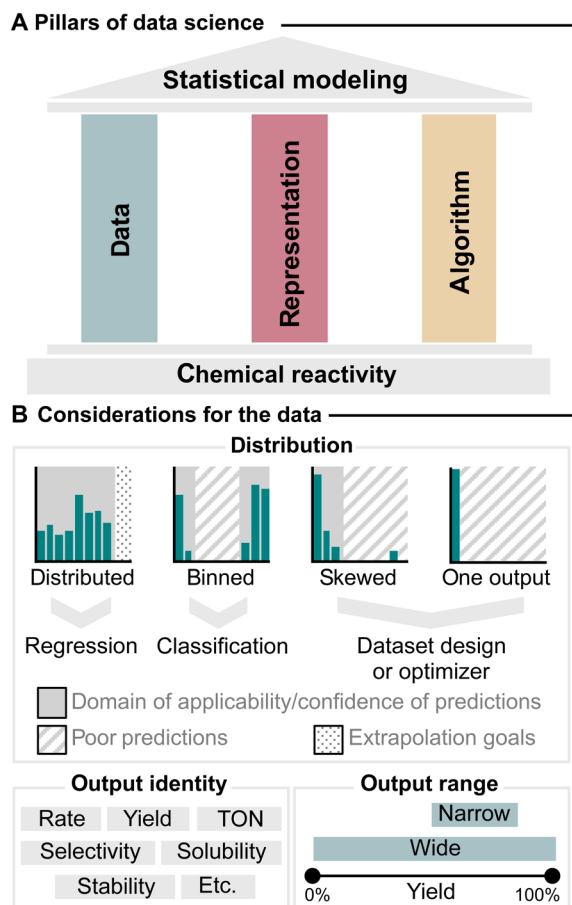 A Pillars of data science
Statistical modeling
Data
Representation
Algorithm
Chemical reactivity
B Considerations for the data
Distribution
Distributed
Binned
Skewed
One output
Regression
Classification
Dataset design
or optimizer
Domain of applicability/confidence of predictions
Poor predictions
Extrapolation goals
Output identity
Rate
Yield
TON
Selectivity
Solubility
Stability
Etc.
Output range
Narrow
Wide
0%
Yield
100%